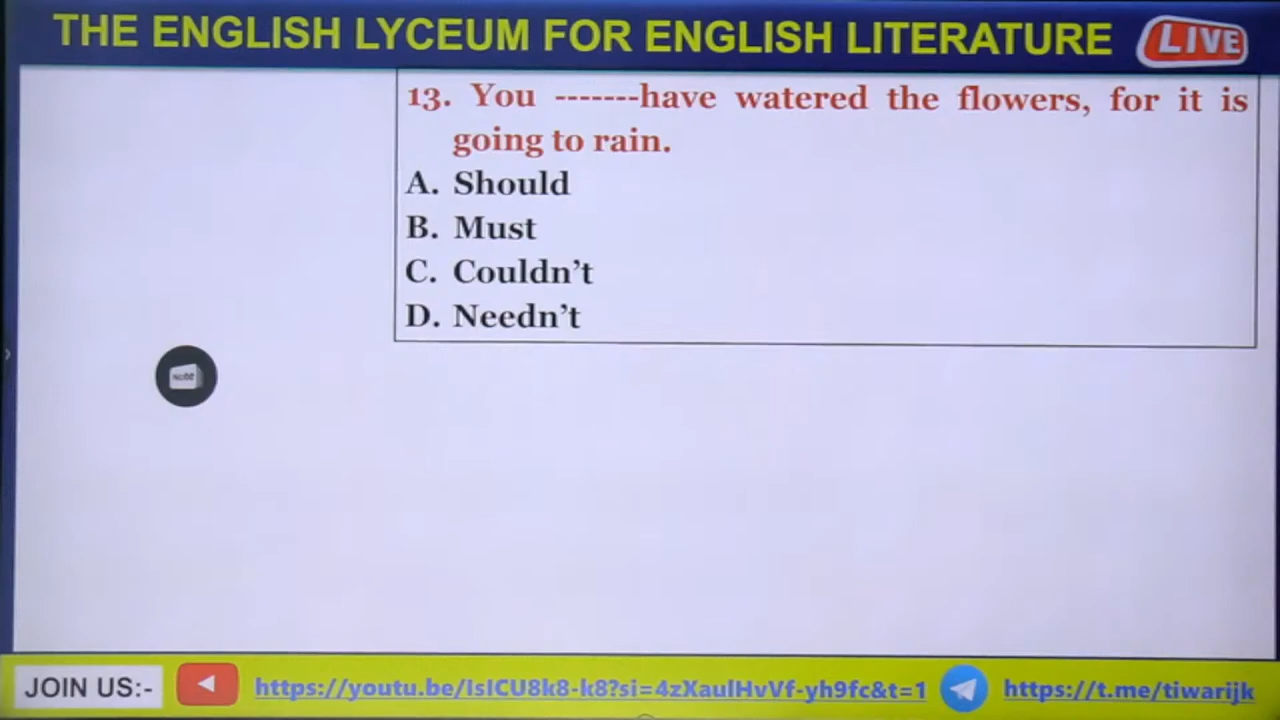 THE ENGLISH LYCEUM FOR ENGLISH LITERATURE
LIVE
13. You -------have watered the flowers, for it is
going to rain.
A. Should
B. Must
C. Couldn't
D. Needn't
Note
JOIN US:-
https://youtu.be/IsICU8k8-k8?si=4zXaulHvVf-yh9fc&t=1
https://t.me/tiwarijk